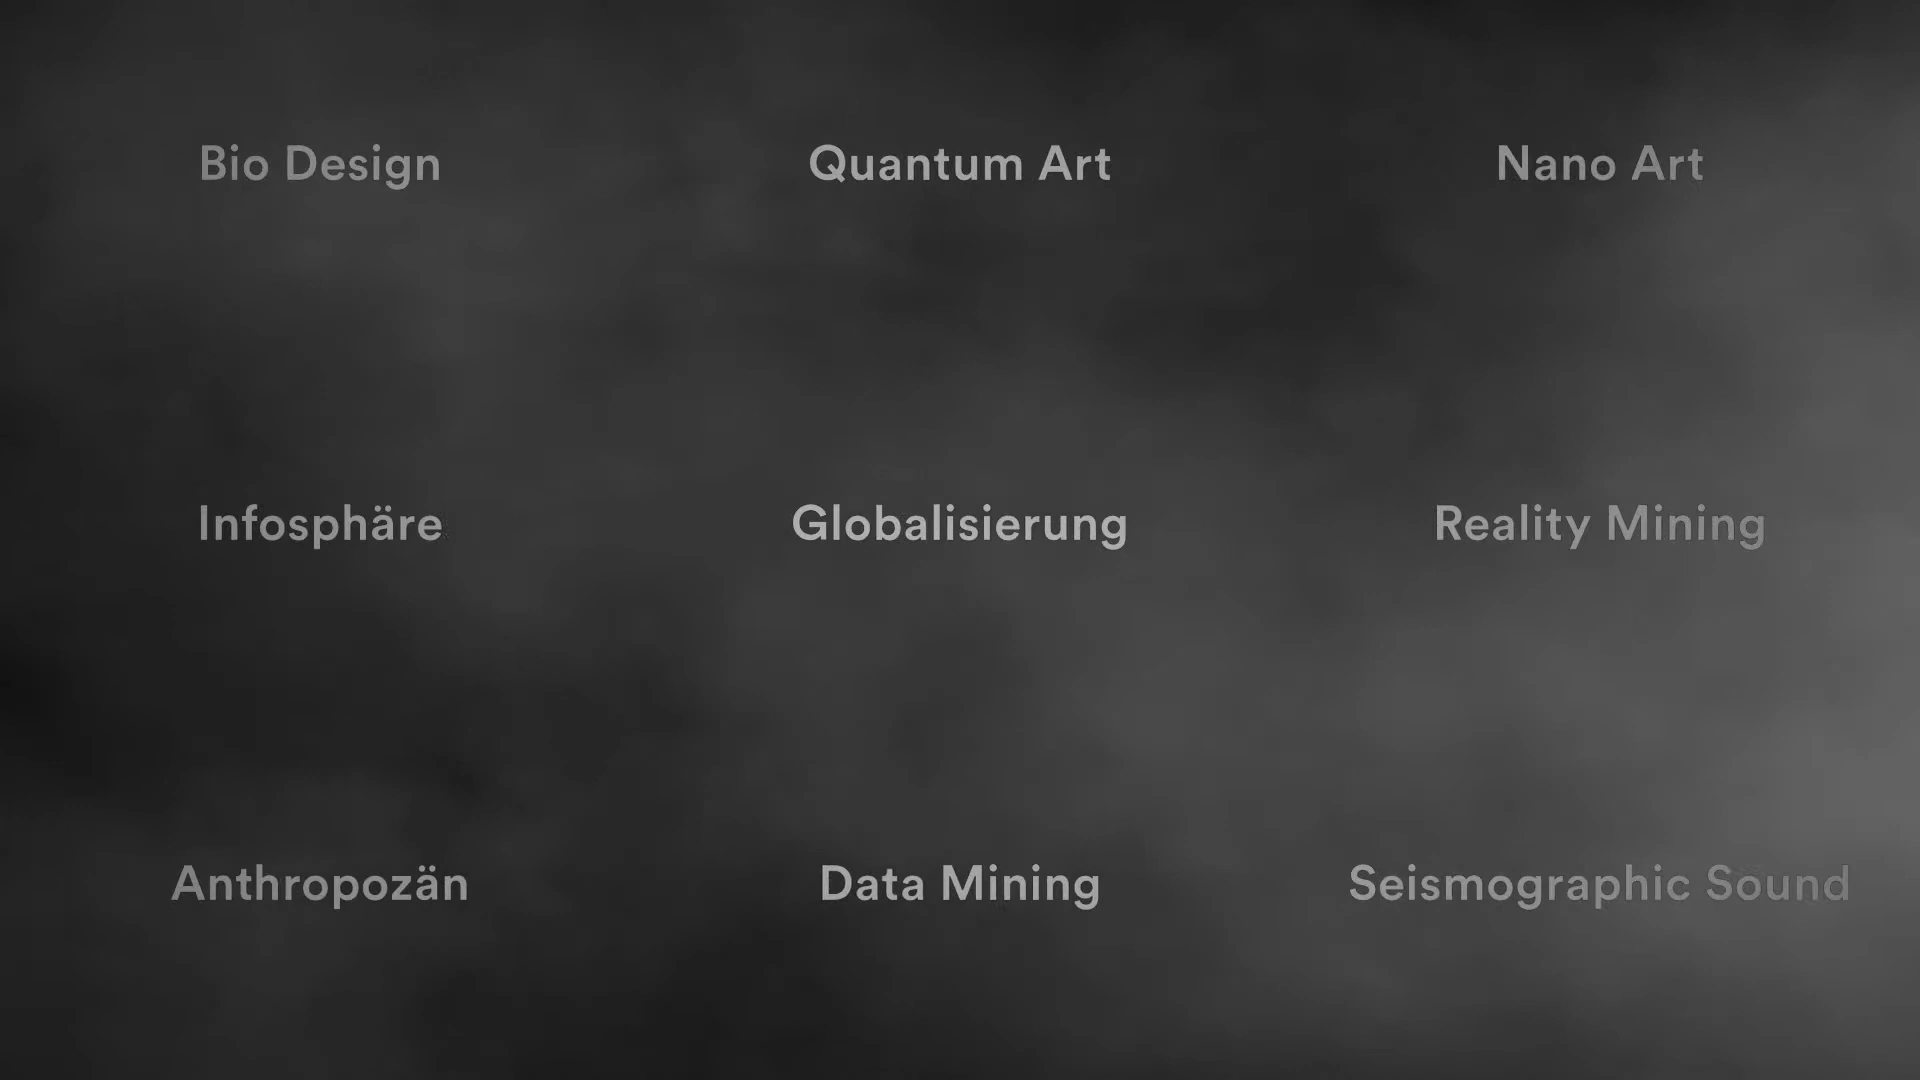 Bio Design
Quantum Art
Nano Art
Infosphäre
Globalisierung
Reality Mining
Anthropozän
Data Mining
Seismographic Sound